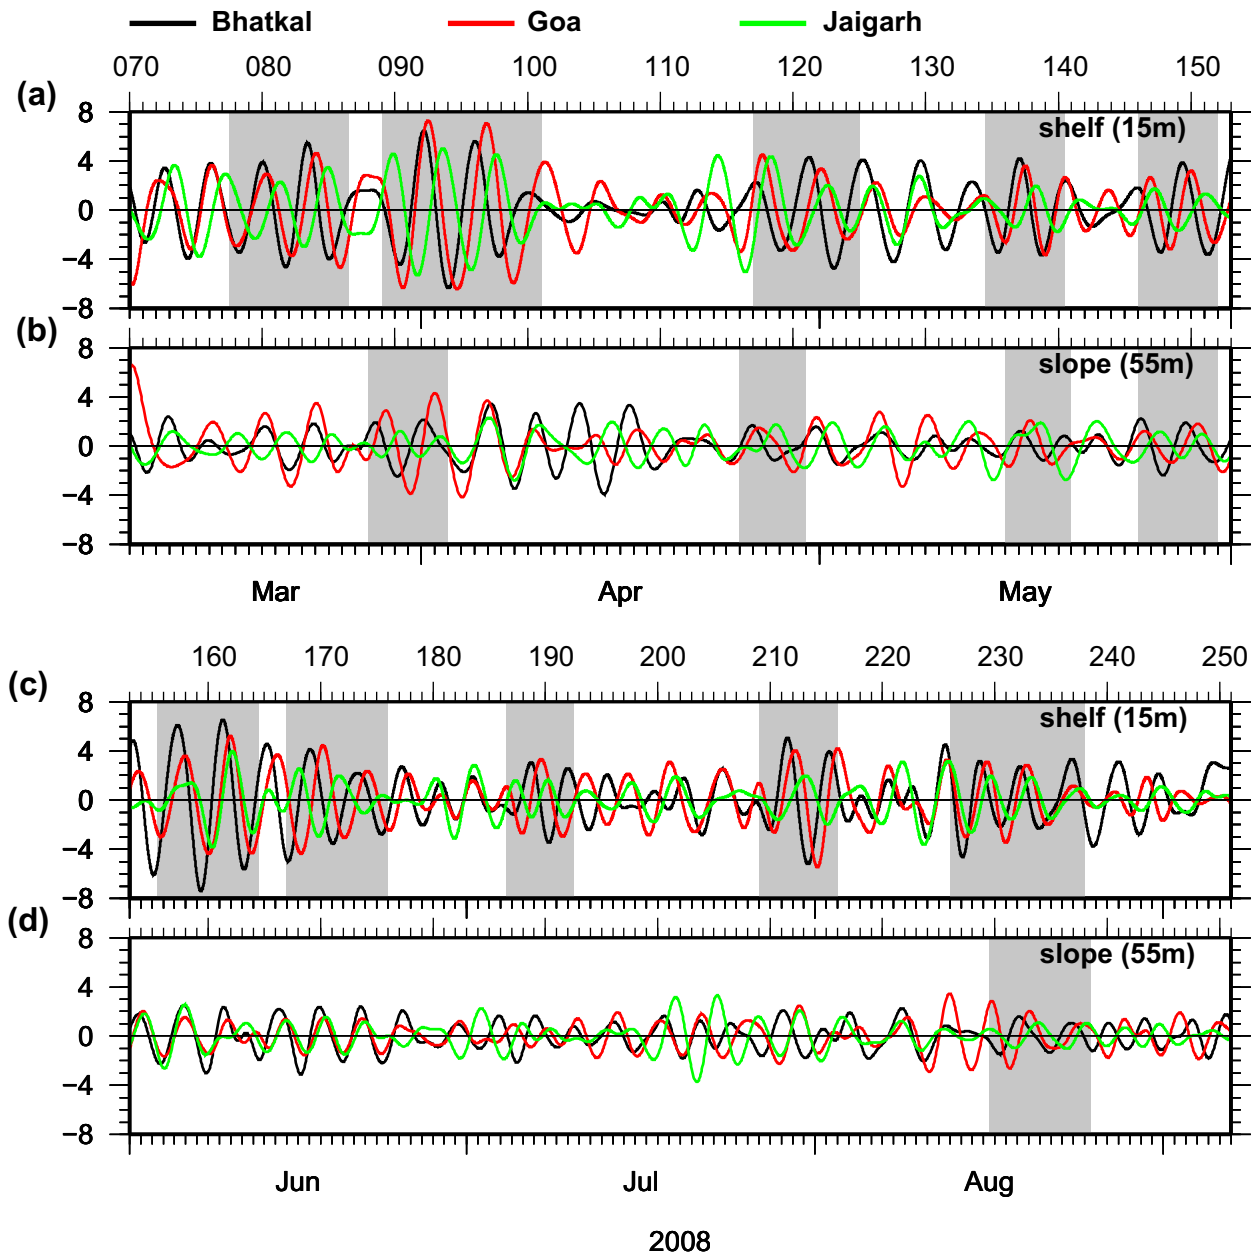 Bhatkal Goa Jaigarh
070 080 090 100 110 120 130 140 150
(a)
shelf (15m)
8
4
0
−4
−8
(b)
slope (55m)
8
4
0
−4
−8
Mar Apr May
160 170 180 190 200 210 220 230 240 250
(c)
shelf (15m)
8
4
0
−4
−8
(d)
slope (55m)
8
4
0
−4
−8
Jun Jul Aug
2008